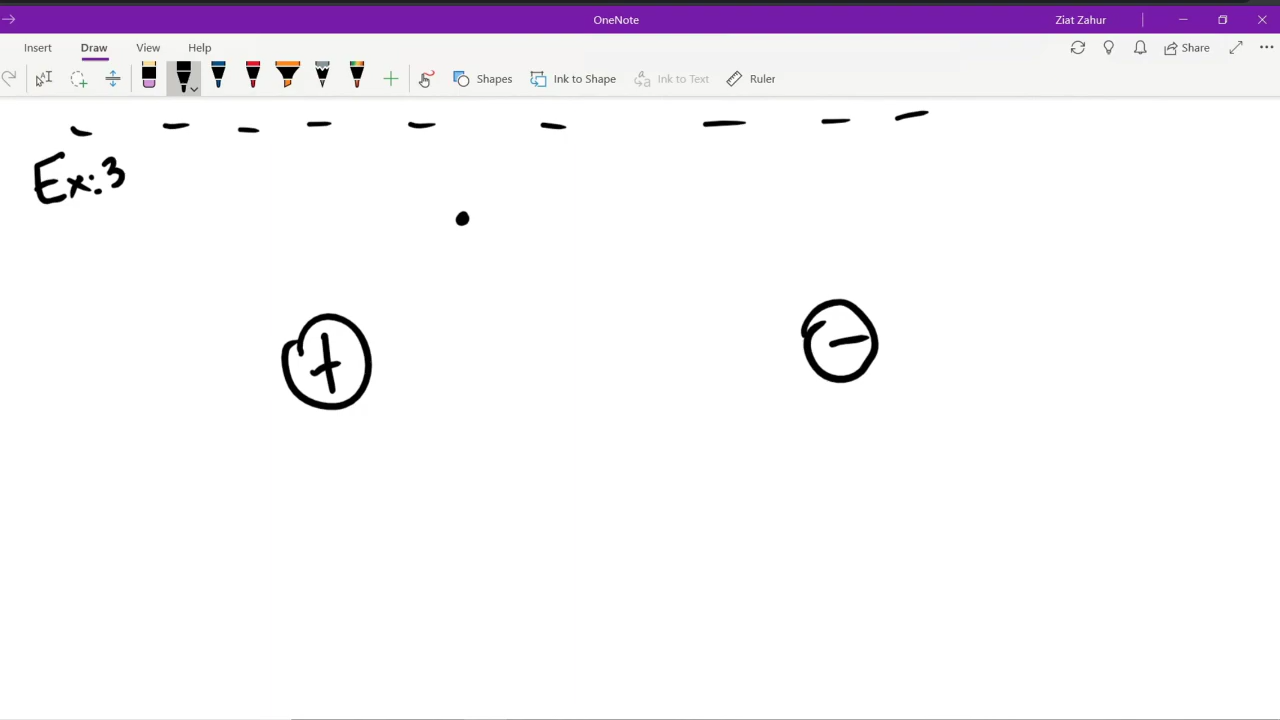 OneNote
Ziat Zahur
Insert Draw View Help
Share
Shapes Ink to Shape Ink to Text Ruler
- - - - - - - - -
Ex:3
+ -